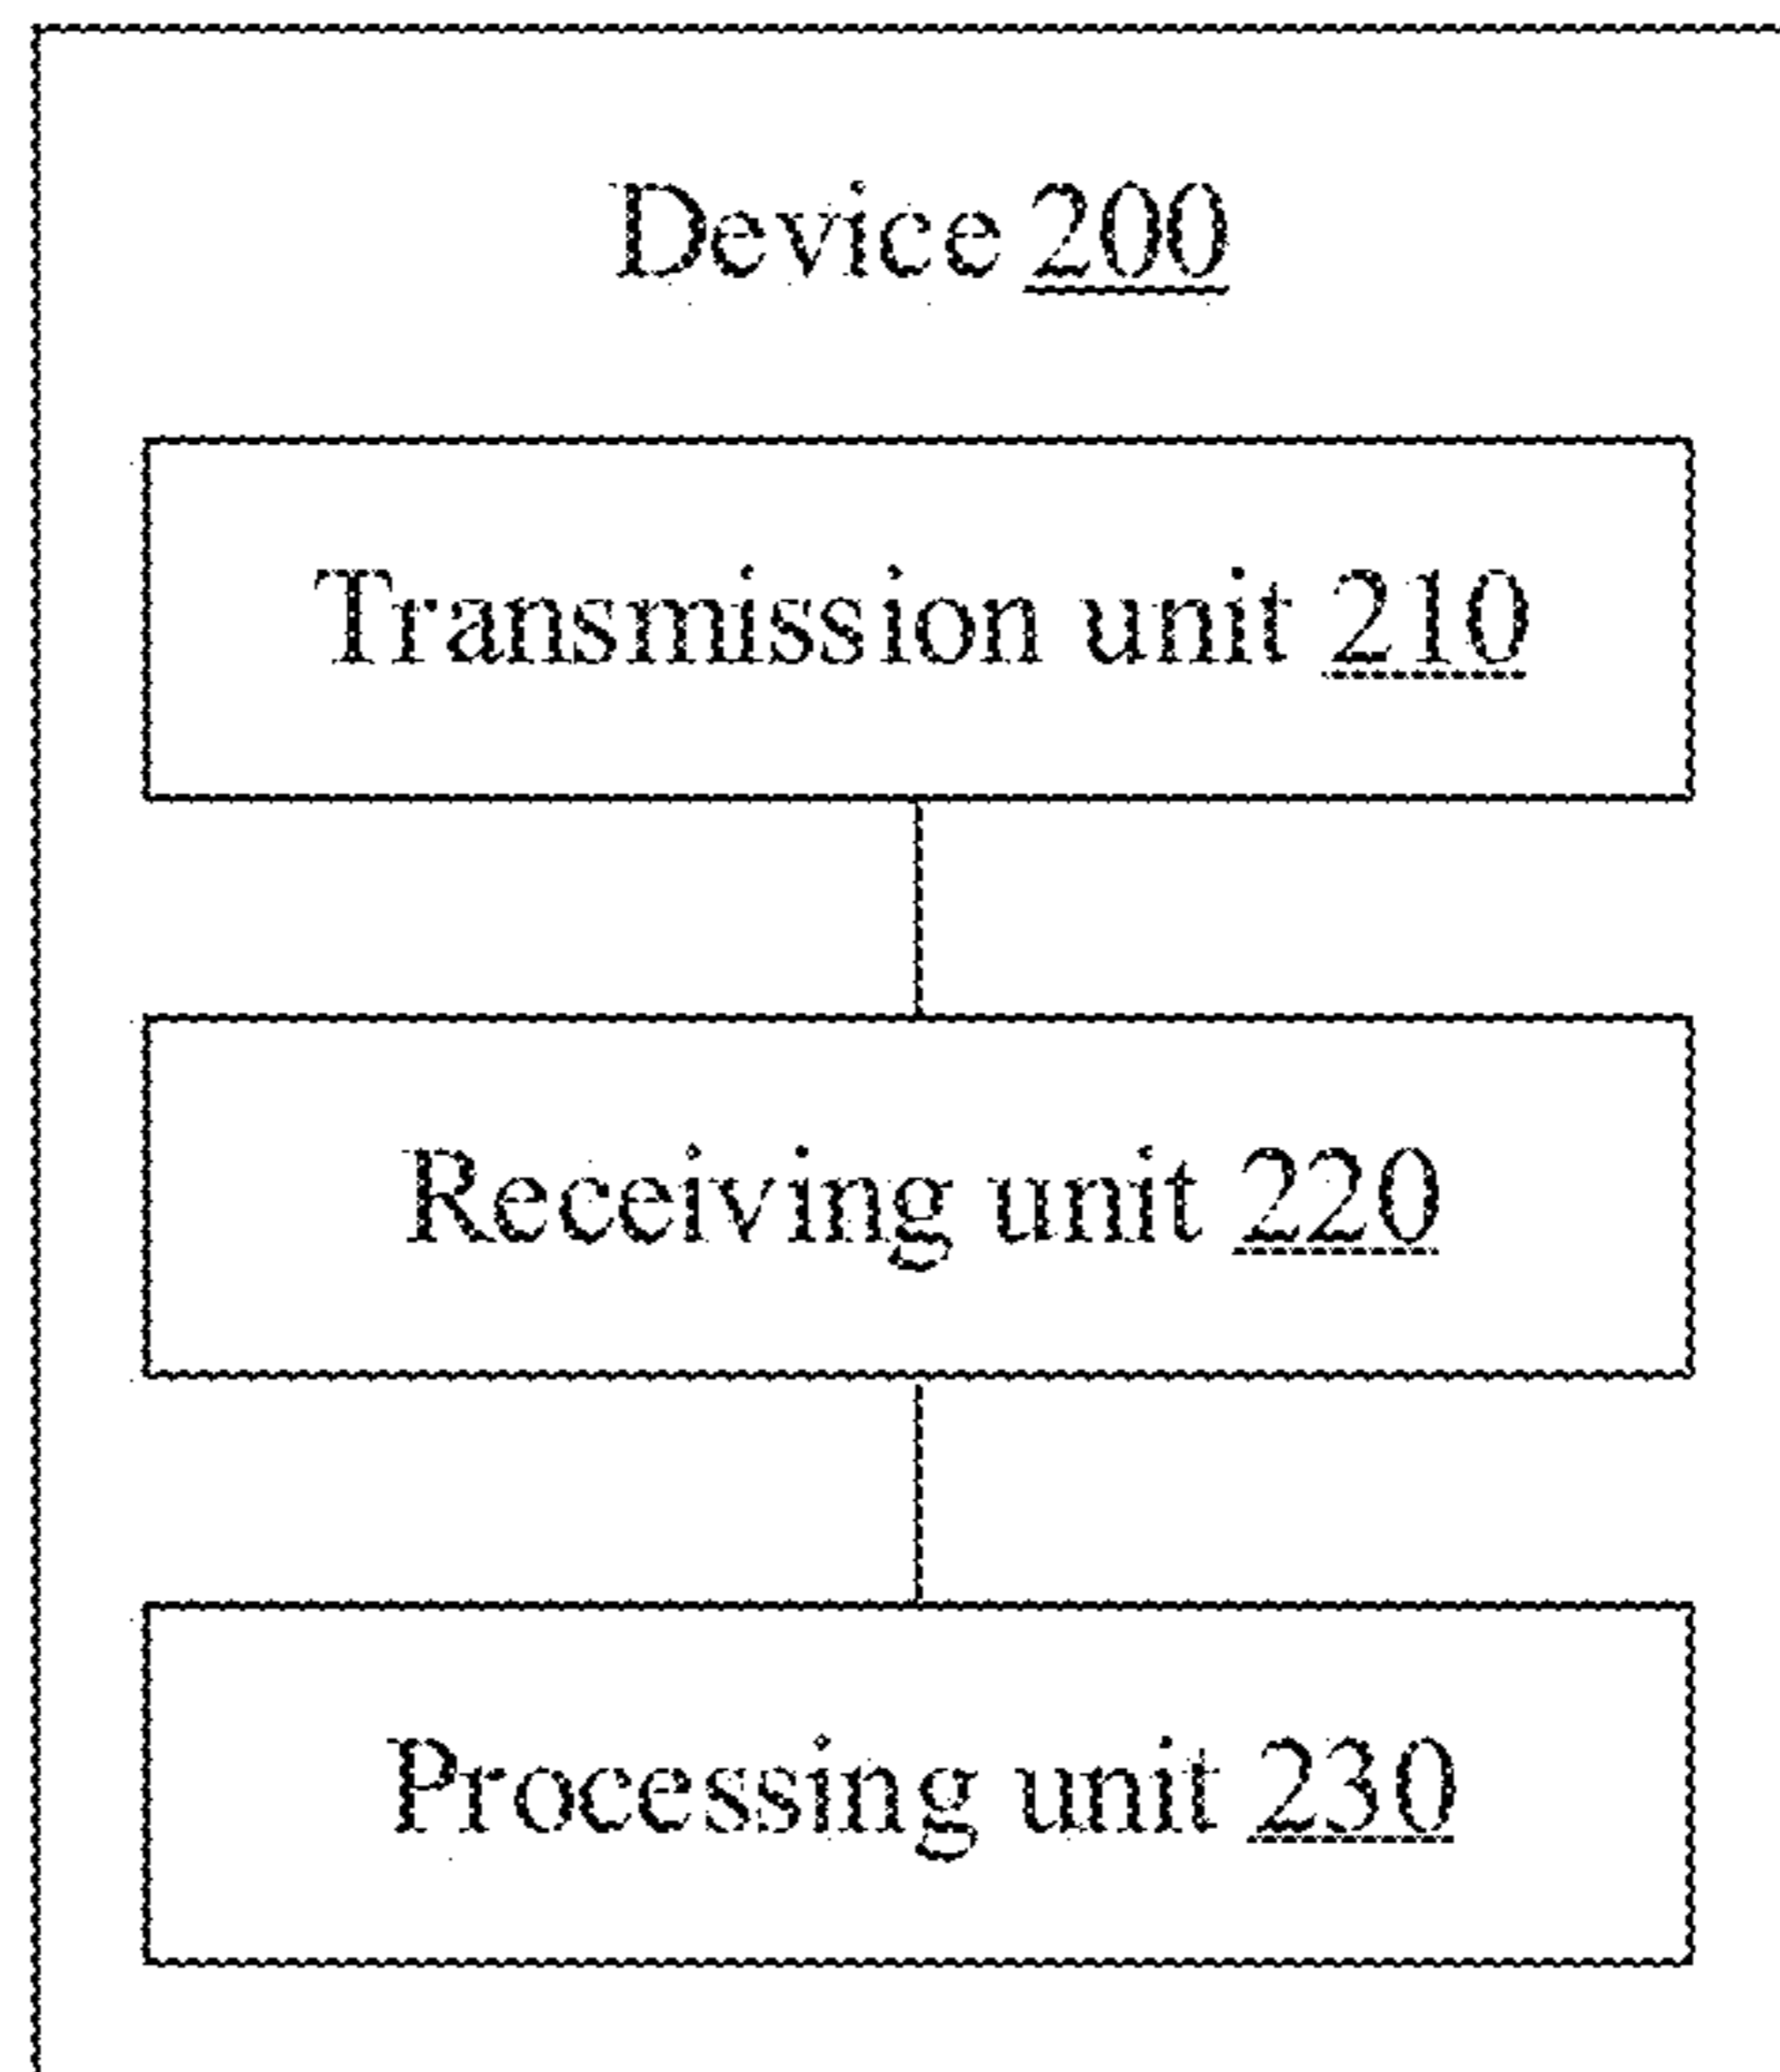 Device 200
Transmission unit 210
Receiving unit 220
Processing unit 230